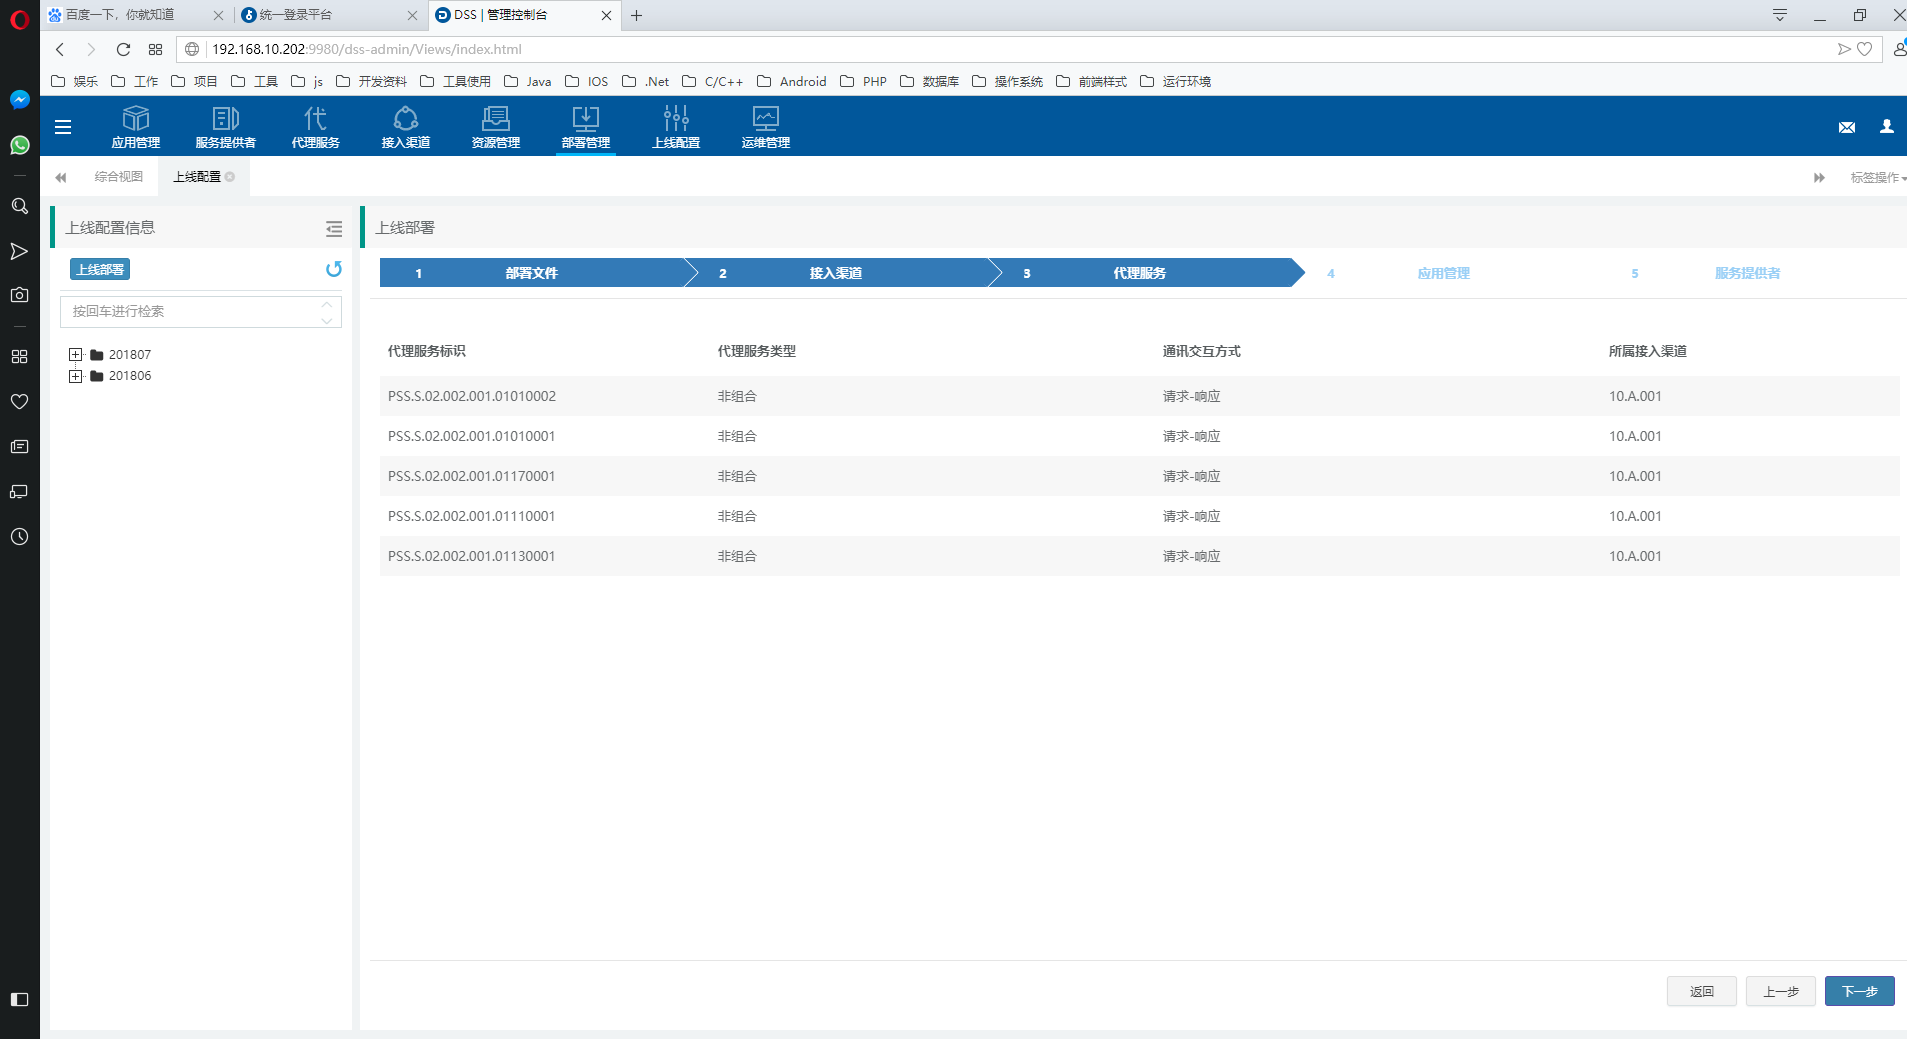 百度一下，你就知道
统一登录平台
DSS | 管理控制台
192.168.10.202:9980/dss-admin/Views/index.html
娱乐 工作 项目 工具 js 开发资料 工具使用 Java IOS .Net C/C++ Android PHP 数据库 操作系统 前端样式 运行环境
应用管理 服务提供者 代理服务 接入渠道 资源管理 部署管理 上线配置 运维管理
综合视图 上线配置 标签操作
上线配置信息
上线部署
按回车进行检索
201807
201806
上线部署
1 部署文件 2 接入渠道 3 代理服务 4 应用管理 5 服务提供者
代理服务标识 代理服务类型 通讯交互方式 所属接入渠道
PSS.S.02.002.001.01010002 非组合 请求-响应 10.A.001
PSS.S.02.002.001.01010001 非组合 请求-响应 10.A.001
PSS.S.02.002.001.01170001 非组合 请求-响应 10.A.001
PSS.S.02.002.001.01110001 非组合 请求-响应 10.A.001
PSS.S.02.002.001.01130001 非组合 请求-响应 10.A.001
返回 上一步 下一步